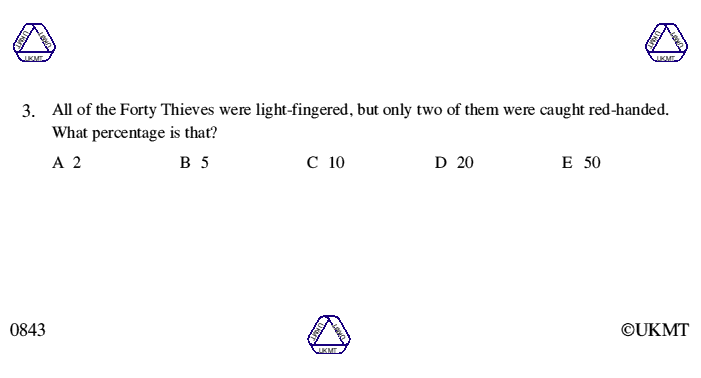 UKMT UKMT UKMT UKMT UKMT UKMT
3. All of the Forty Thieves were light-fingered, but only two of them were caught red-handed.
What percentage is that?
A 2 B 5 C 10 D 20 E 50
0843 UKMT UKMT UKMT ©UKMT